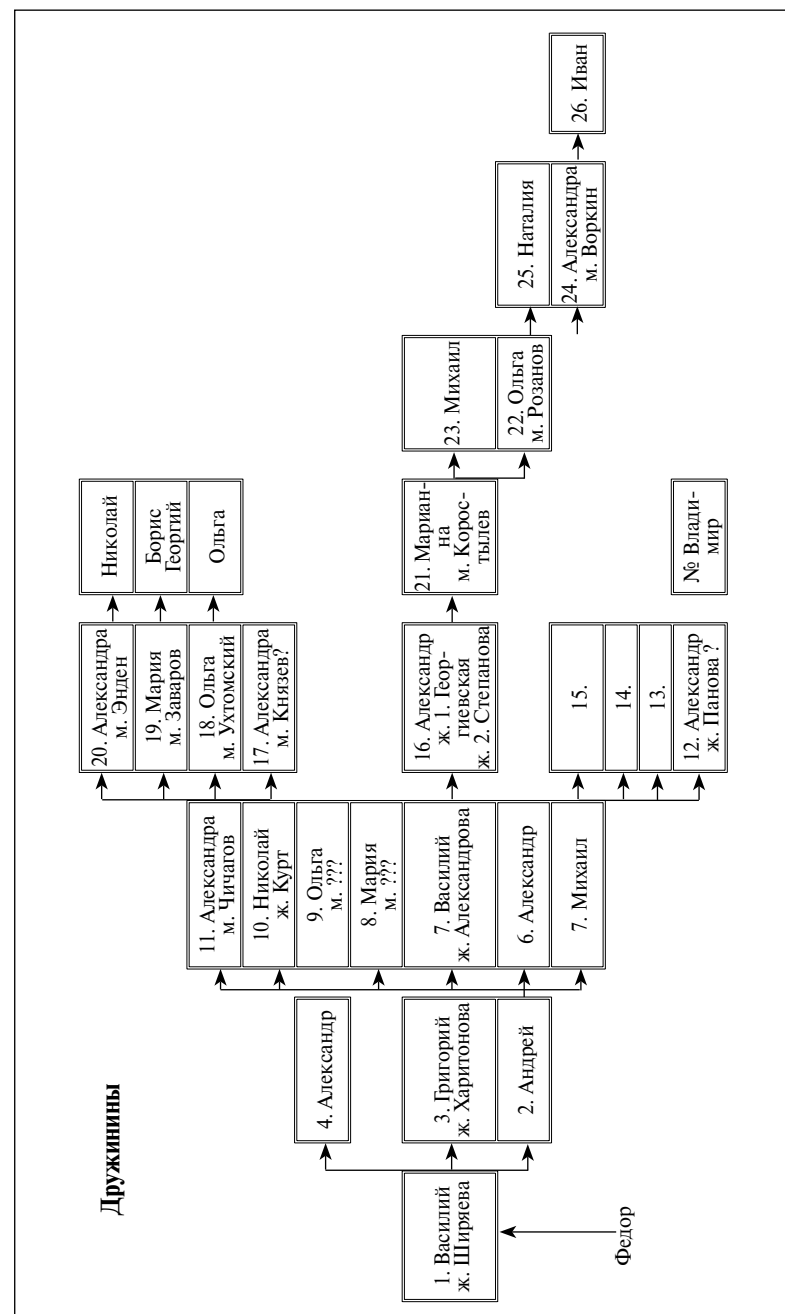 Дружинины
Федор
1. Василий
ж. Ширяева
4. Александр
3. Григорий
ж. Харитонова
2. Андрей
11. Александра
м. Чичагов
10. Николай
ж. Курт
9. Ольга
м. ???
8. Мария
м. ???
7. Василий
ж. Александрова
6. Александр
7. Михаил
20. Александра
м. Энден
19. Мария
м. Заваров
18. Ольга
м. Ухтомский
17. Александра
м. Князев?
16. Александр
ж. 1. Геор-
гиевская
ж. 2. Степанова
15.
14.
13.
12. Александр
ж. Панова ?
Николай
Борис
Георгий
Ольга
21. Мариан-
на
м. Корос-
тылев
№ Влади-
мир
23. Михаил
22. Ольга
м. Розанов
25. Наталия
24. Александра
м. Воркин
26. Иван